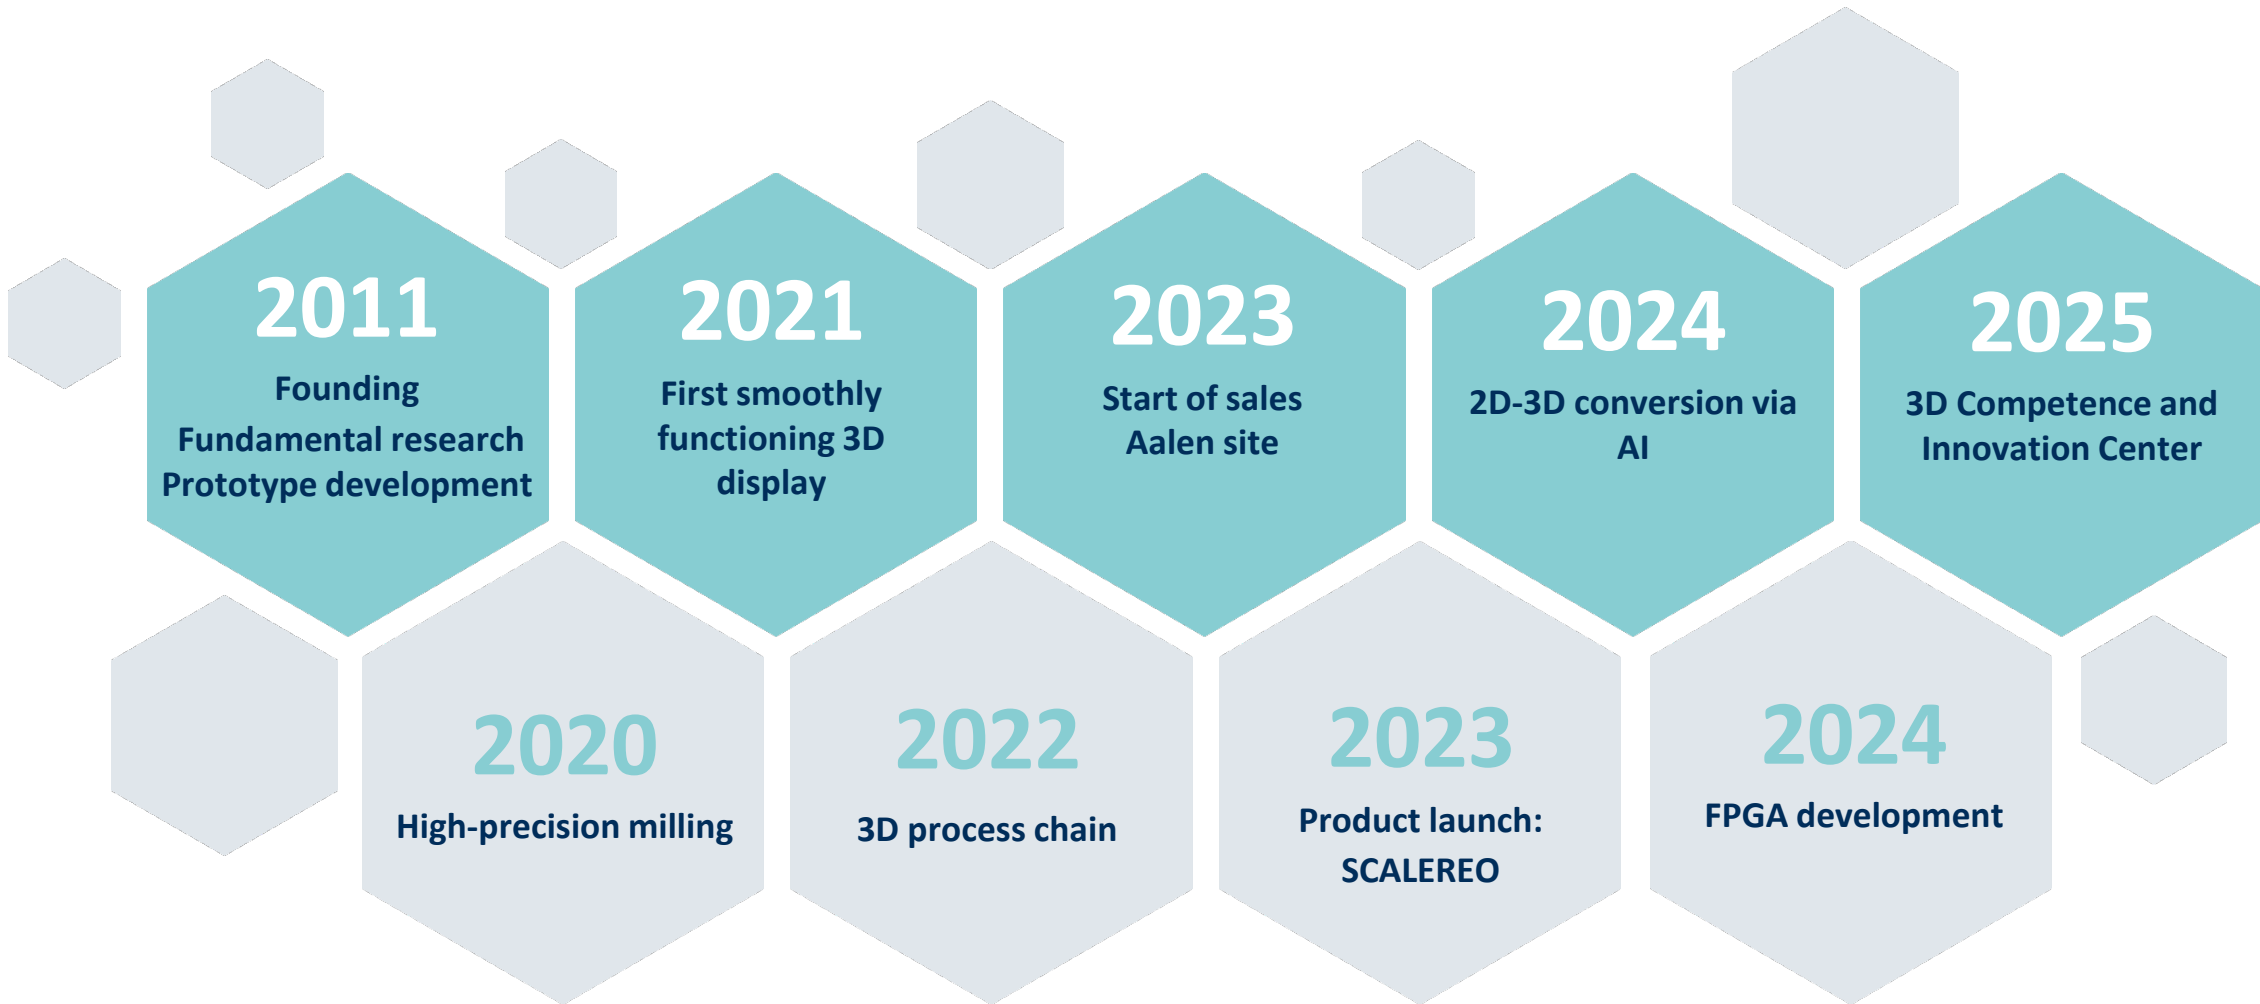 2011
Founding
Fundamental research
Prototype development
2021
First smoothly
functioning 3D
display
2023
Start of sales
Aalen site
2024
2D-3D conversion via
AI
2025
3D Competence and
Innovation Center
2020
High-precision milling
2022
3D process chain
2023
Product launch:
SCALEREO
2024
FPGA development